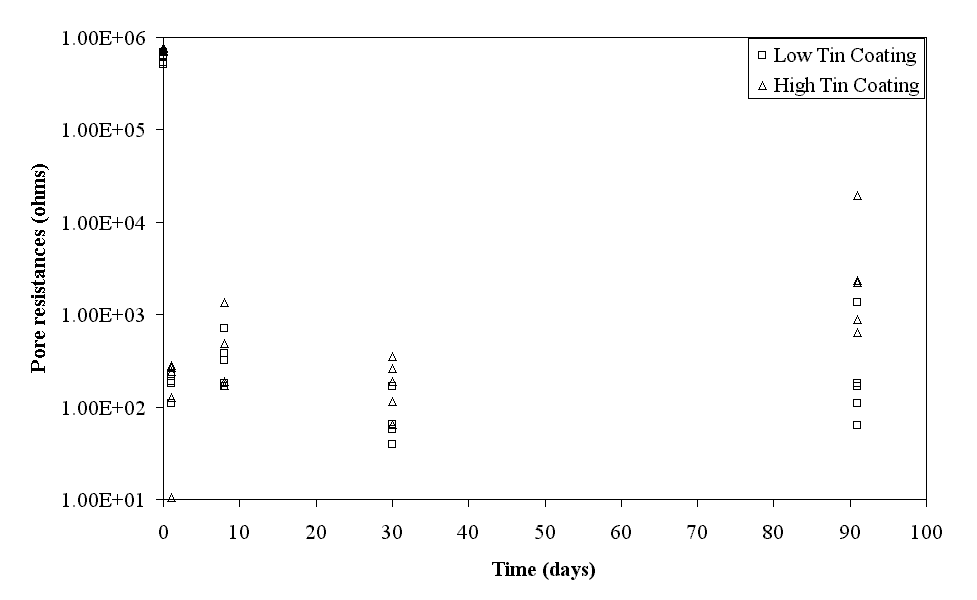 1.00E+06
1.00E+05
1.00E+04
1.00E+03
1.00E+02
1.00E+01
Pore resistances (ohms)
Low Tin Coating
High Tin Coating
0 10 20 30 40 50 60 70 80 90 100
Time (days)